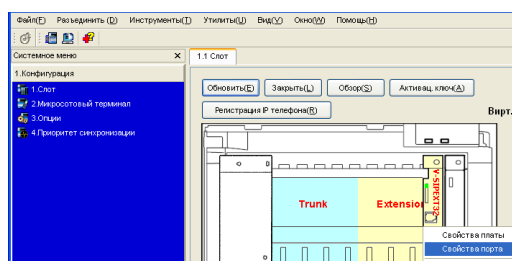 Файл(F) Разъединить (D) Инструменты(T) Утилиты(U) Вид(V) Окно(W) Помощь(H)
Системное меню x
1.1 Слот
1.Конфигурация
1.Слот
2.Микросотовый терминал
3.Опции
4.Приоритет синхронизации
Обновить(E) Закрыть(L) Обзор(S) Активац. ключ(A)
Регистрация IP телефона(R)
Вирт.
Trunk
Extension
V-SIPEXT32
Свойства платы
Свойства порта